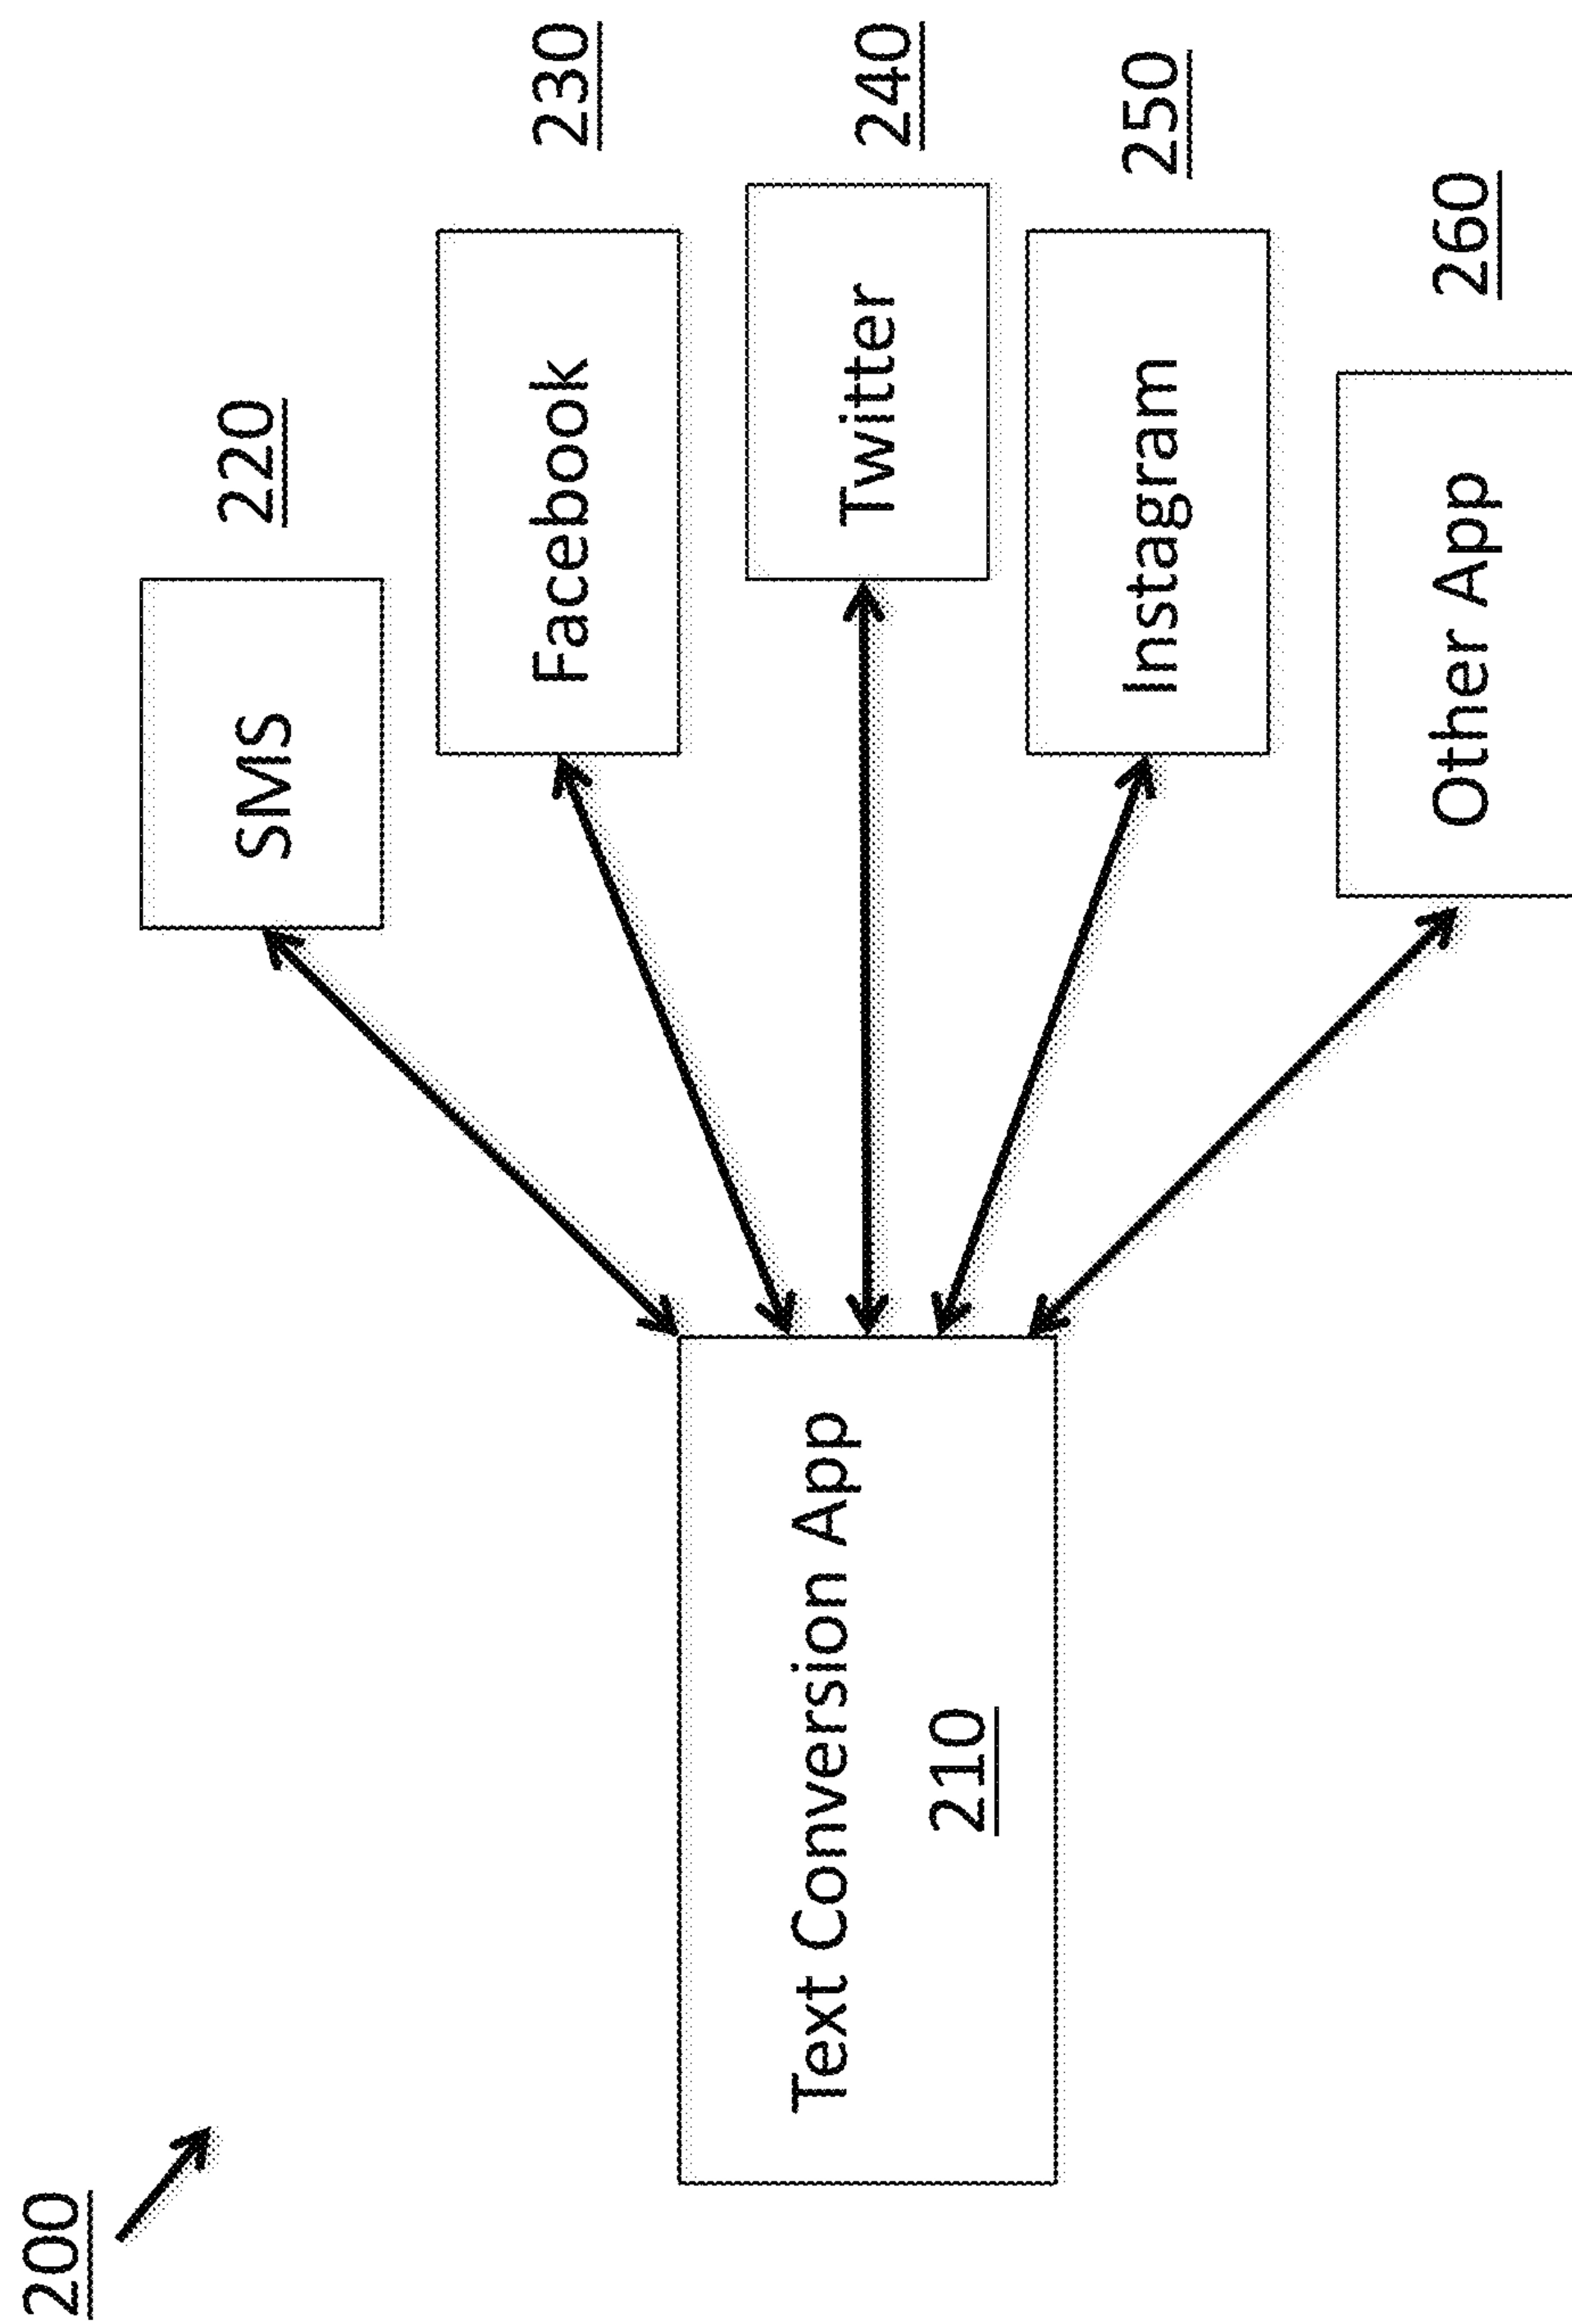 200
Text Conversion App
210
SMS
220
Facebook
230
Twitter
240
Instagram
250
Other App
260